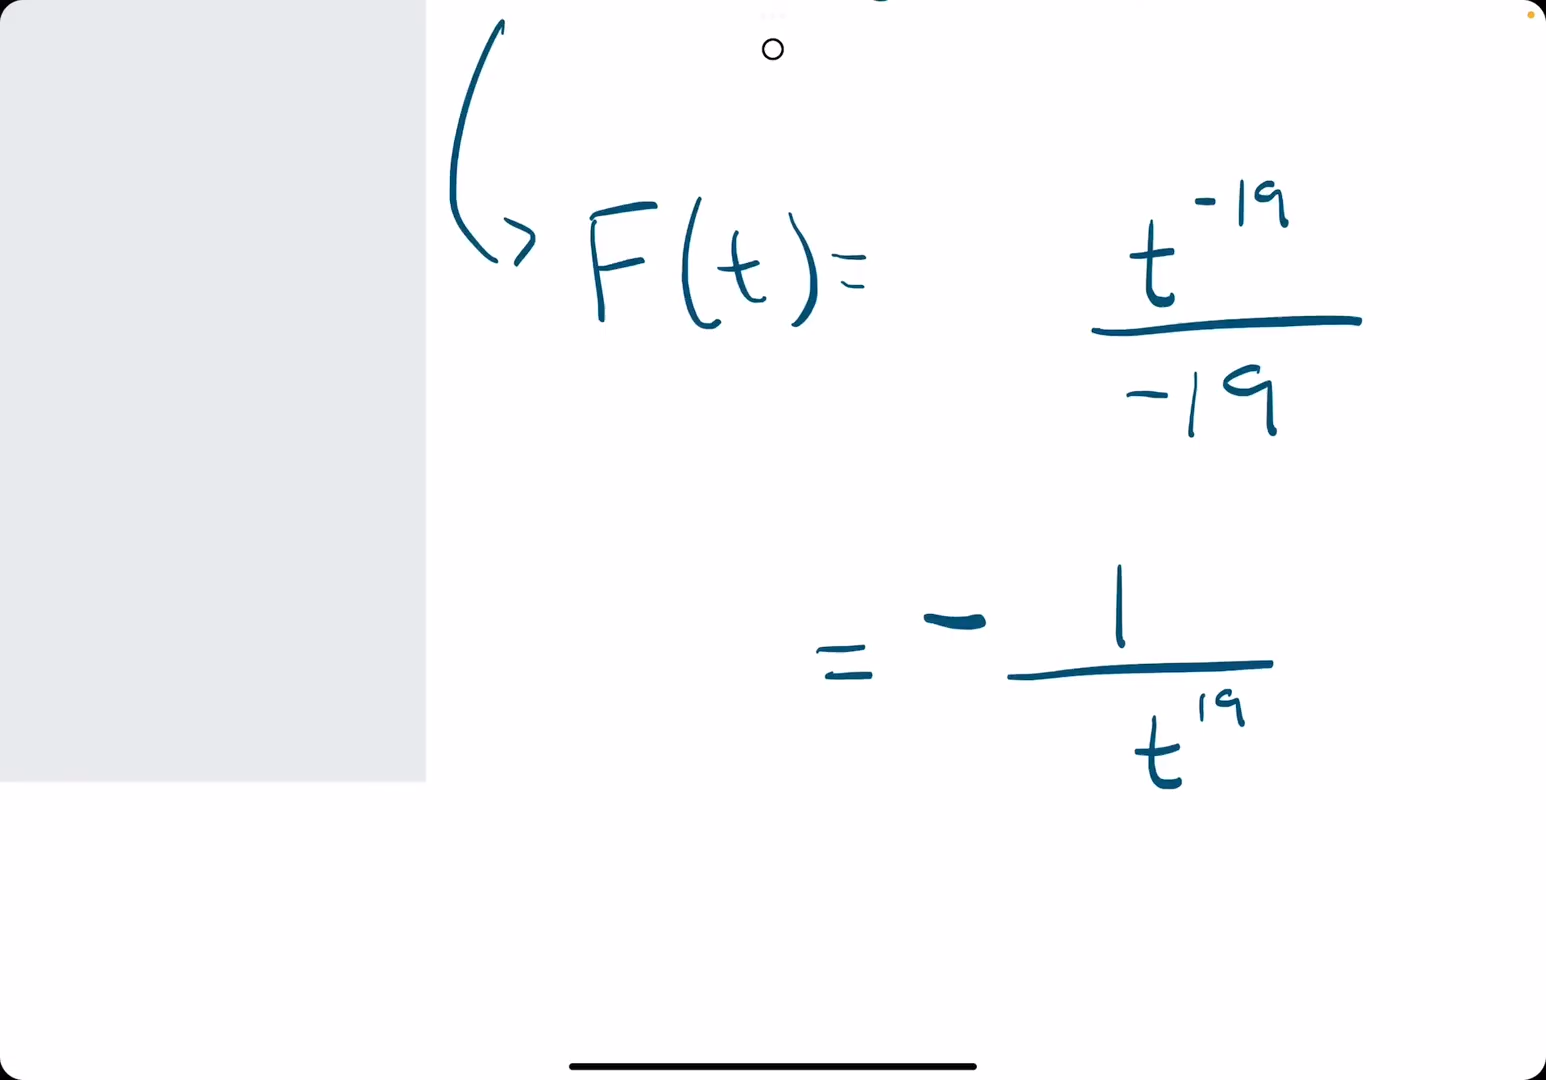 F(t) = t^-19 / -19
= - 1 / t^19